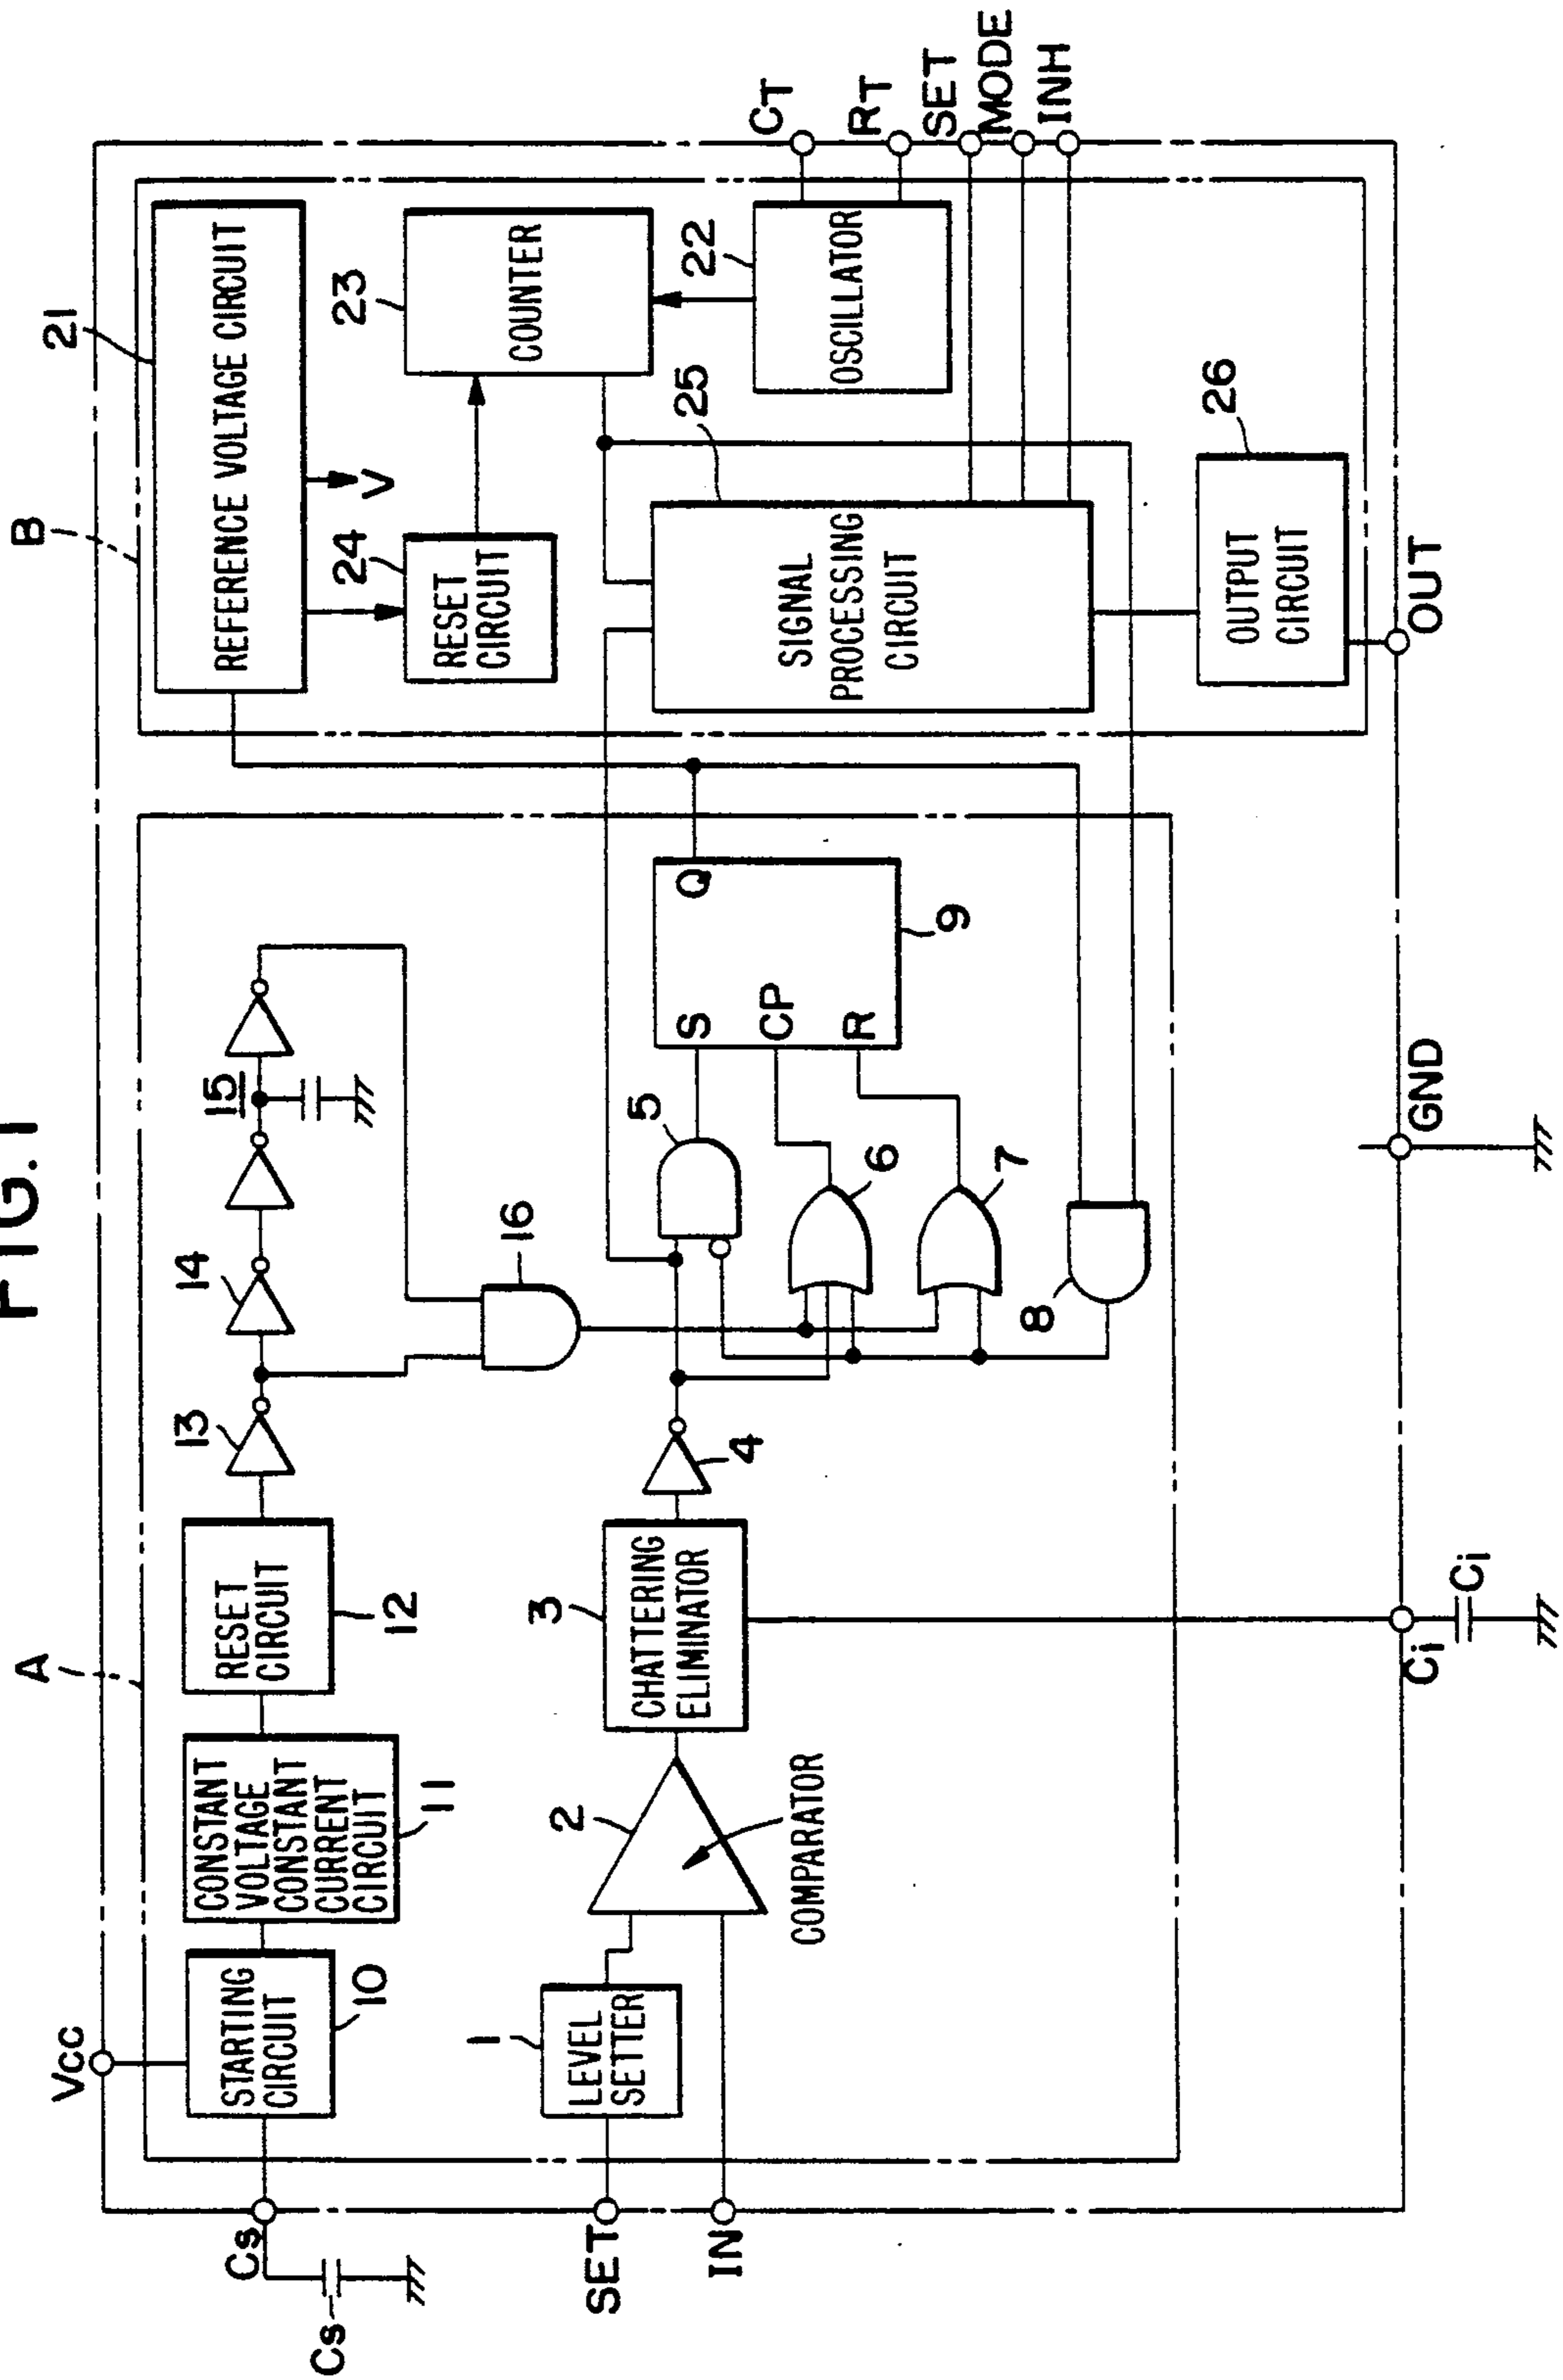 FIG. 1
A
B
Vcc
Cs
Cs
STARTING
CIRCUIT
10
CONSTANT
VOLTAGE
CONSTANT
CURRENT
CIRCUIT
11
RESET
CIRCUIT
12
13
14
15
16
SET
IN
1
LEVEL
SETTER
2
COMPARATOR
3
CHATTERING
ELIMINATOR
4
5
6
7
8
S
CP
R
Q
9
Ci
Ci
GND
21
REFERENCE VOLTAGE CIRCUIT
V
24
RESET
CIRCUIT
23
COUNTER
22
OSCILLATOR
25
SIGNAL
PROCESSING
CIRCUIT
26
OUTPUT
CIRCUIT
OUT
CT
RT
SET
MODE
INH